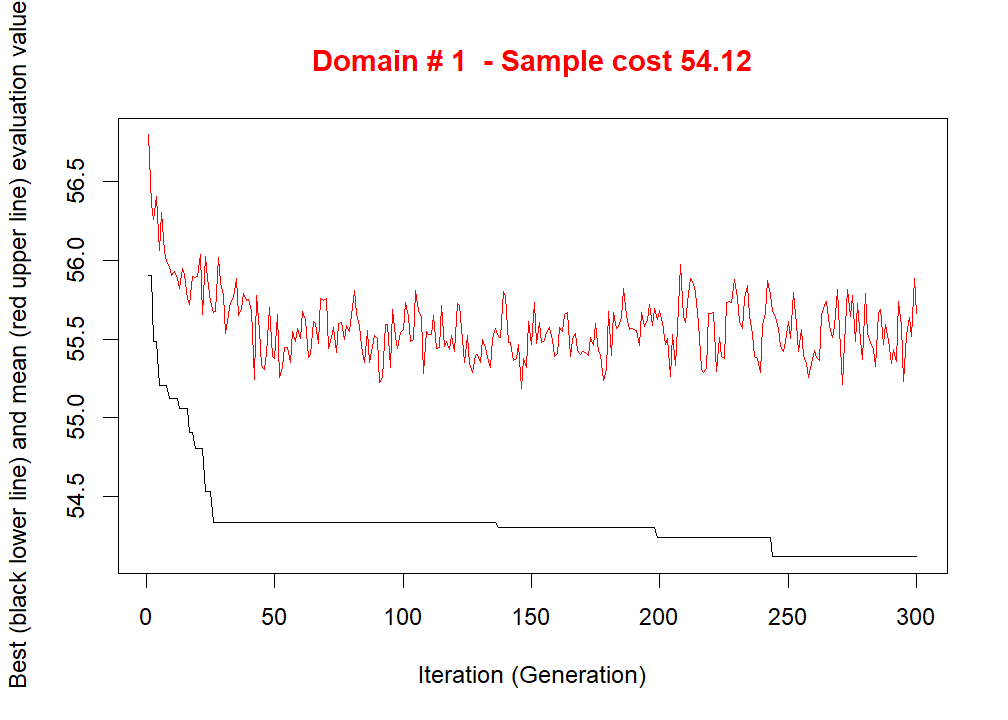 Domain # 1  - Sample cost 54.12
Best (black lower line) and mean (red upper line) evaluation value
56.5
56.0
55.5
55.0
54.5
0 50 100 150 200 250 300
Iteration (Generation)